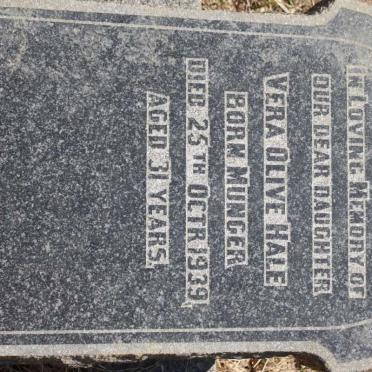 IN LOVING MEMORY OF
OUR DEAR DAUGHTER
VERA OLIVE HALE
BORN MUNGER
DIED 25TH OCTR 1939
AGED 31 YEARS